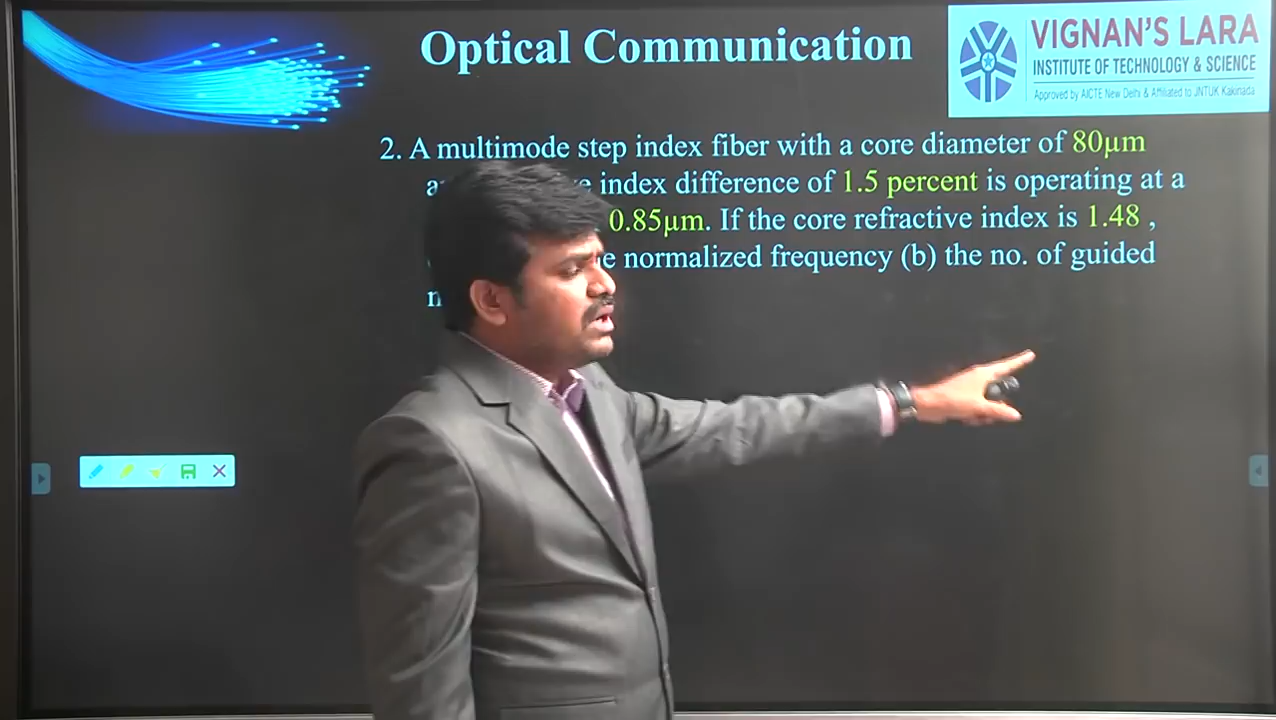 Optical Communication
VIGNAN'S LARA
INSTITUTE OF TECHNOLOGY & SCIENCE
Approved by AICTE New Delhi & Affiliated to JNTUK Kakinada
2. A multimode step index fiber with a core diameter of 80µm
index difference of 1.5 percent is operating at a
0.85µm. If the core refractive index is 1.48 ,
normalized frequency (b) the no. of guided